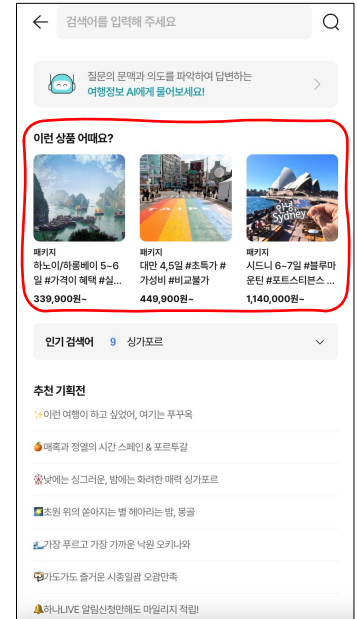 검색어를 입력해 주세요
질문의 문맥과 의도를 파악하여 답변하는
여행정보 AI에게 물어보세요!
이런 상품 어때요?
패키지
하노이/하롱베이 5~6
일 #가격이 혜택 #실...
339,900원~
패키지
대만 4,5일 #초특가 #
가성비 #비교불가
449,900원~
안녕
Sydney
패키지
시드니 6~7일 #블루마
운틴 #포트스티븐스 ...
1,140,000원~
인기 검색어 9 싱가포르
추천 기획전
✨이런 여행이 하고 싶었어, 여기는 푸꾸옥
매혹과 정열의 시간 스페인 & 포르투갈
낮에는 싱그러운, 밤에는 화려한 매력 싱가포르
초원 위의 쏟아지는 별 헤아리는 밤, 몽골
가장 푸르고 가장 가까운 낙원 오키나와
가도가도 즐거운 시종일관 오괌만족
하나LIVE 알림신청만해도 마일리지 적립!